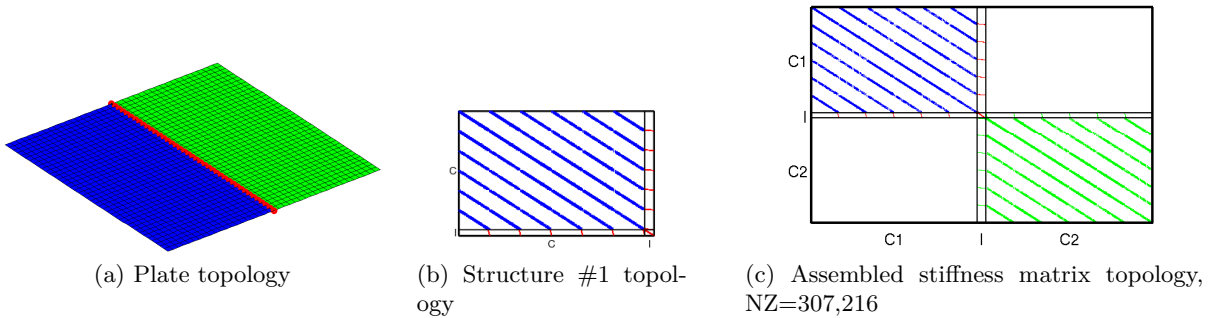 C
I
C
I
C1
I
C2
C1
I
C2
(a) Plate topology
(b) Structure #1 topol-
ogy
(c) Assembled stiffness matrix topology,
NZ=307,216